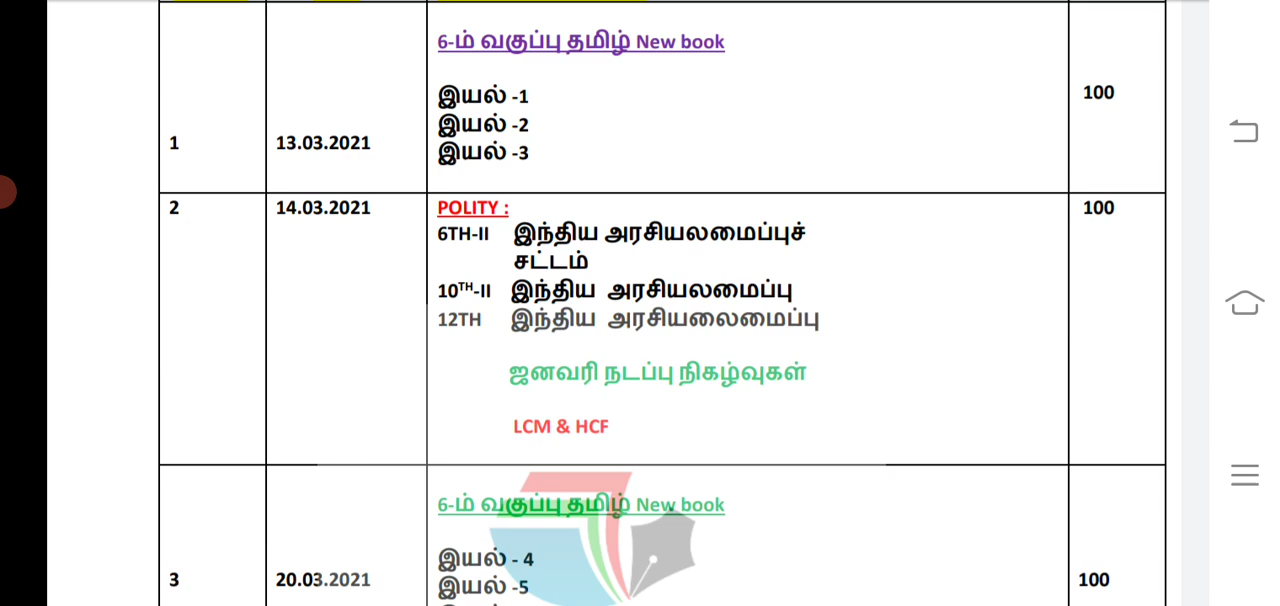 6-ம் வகுப்பு தமிழ் New book
இயல் -1
100
இயல் -2
1 13.03.2021
இயல் -3
2 14.03.2021 POLITY : 100
6TH-II இந்திய அரசியலமைப்புச்
சட்டம்
10TH-II இந்திய அரசியலமைப்பு
12TH இந்திய அரசியலைமைப்பு
ஜனவரி நடப்பு நிகழ்வுகள்
LCM & HCF
6-ம் வகுப்பு தமிழ் New book
இயல் - 4
3 20.03.2021 100
இயல் -5